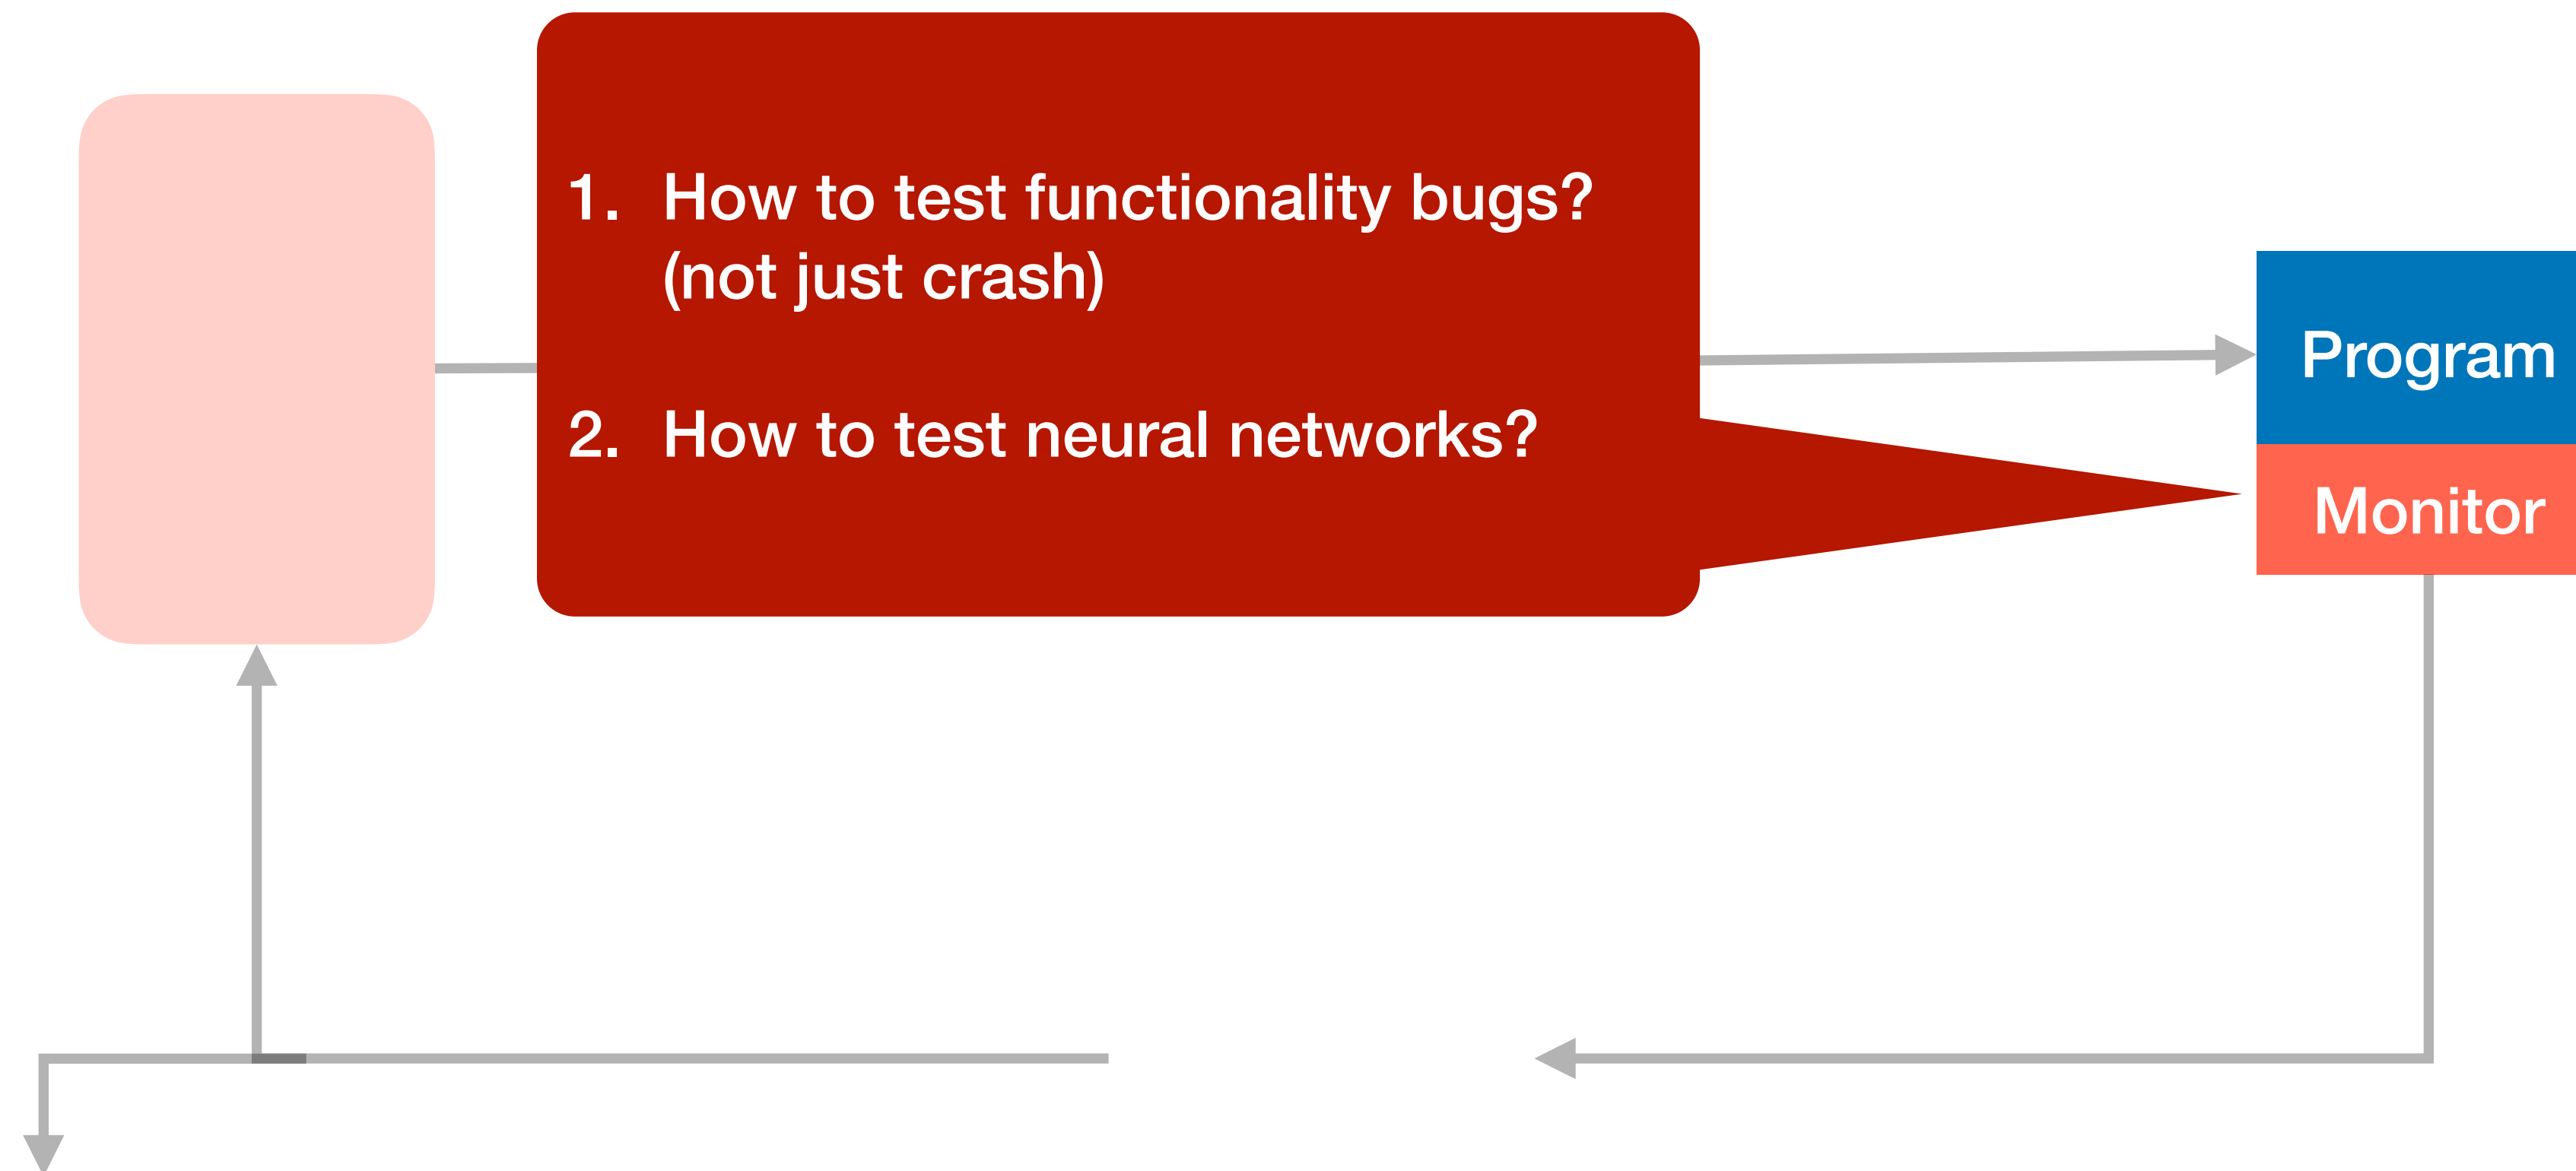 1. How to test functionality bugs?
(not just crash)
2. How to test neural networks?
Program
Monitor